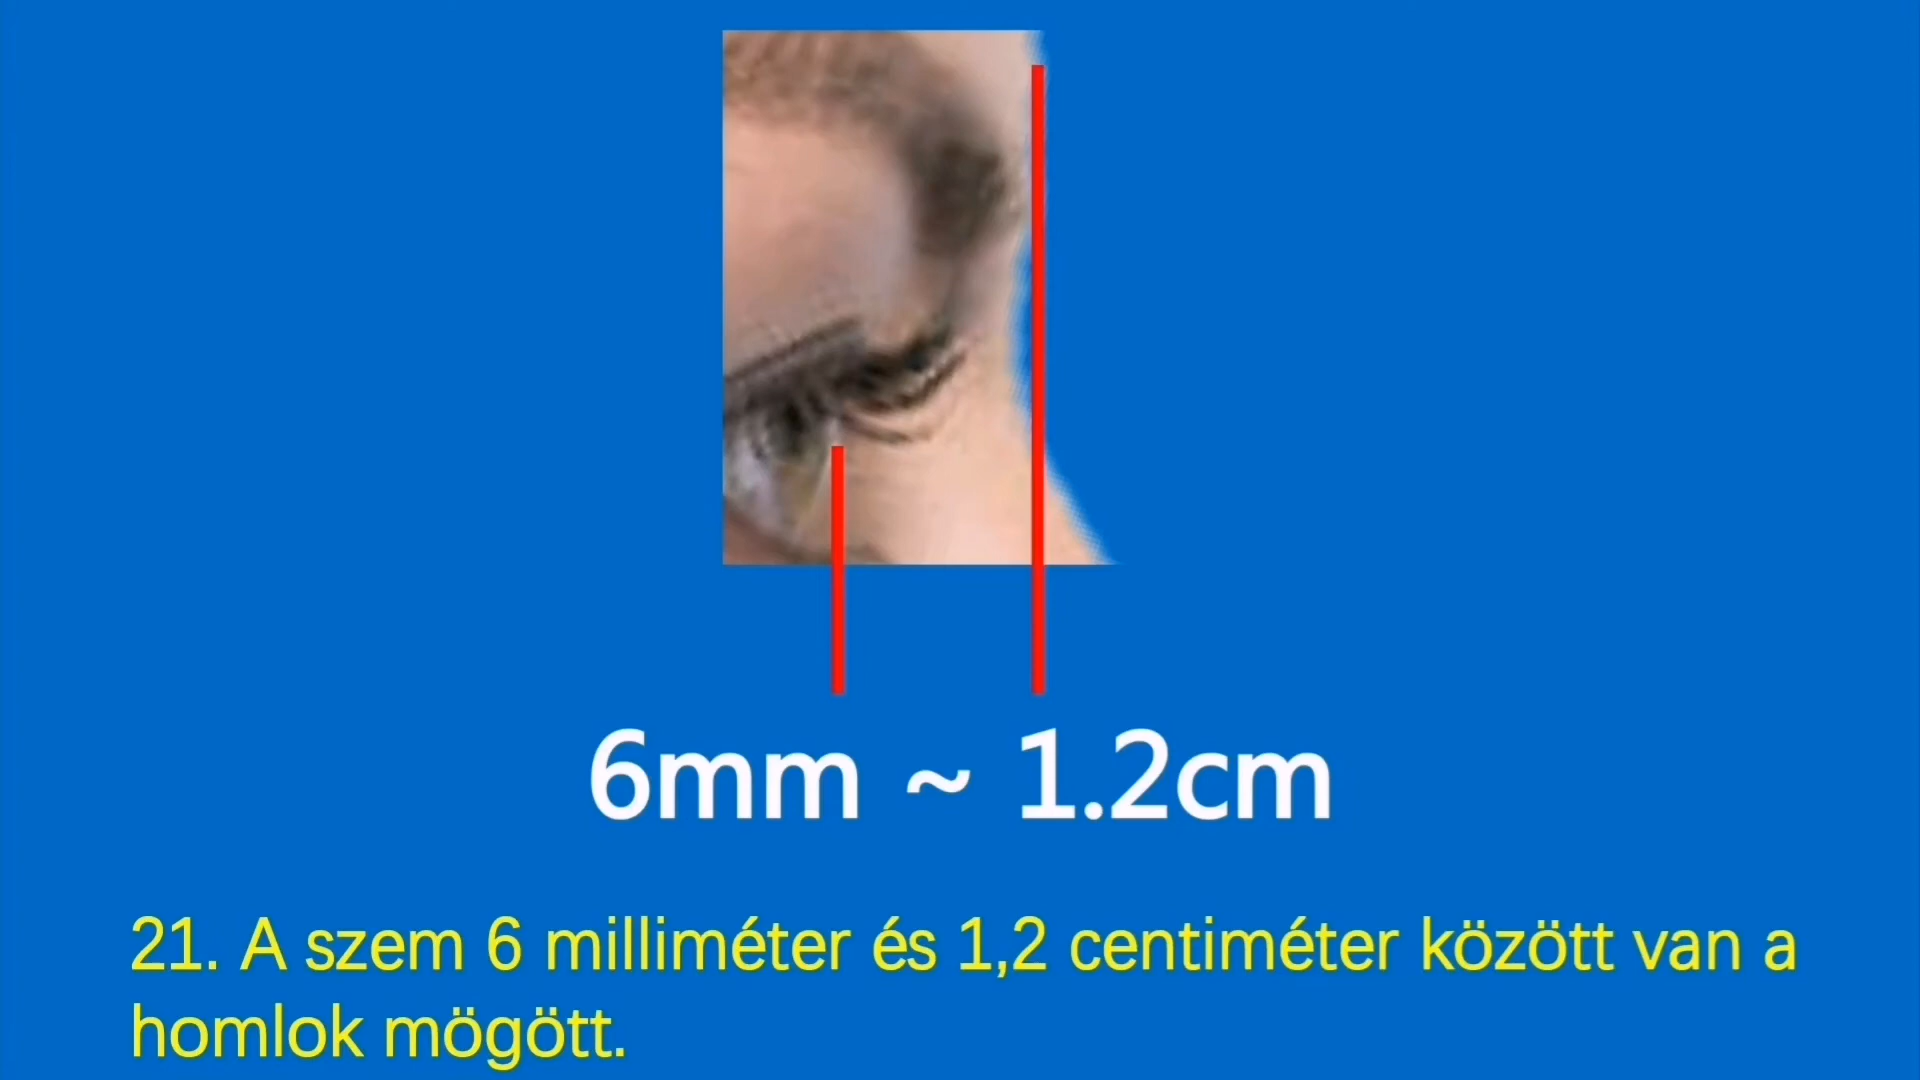 6mm ~ 1.2cm
21. A szem 6 milliméter és 1,2 centiméter között van a
homlok mögött.